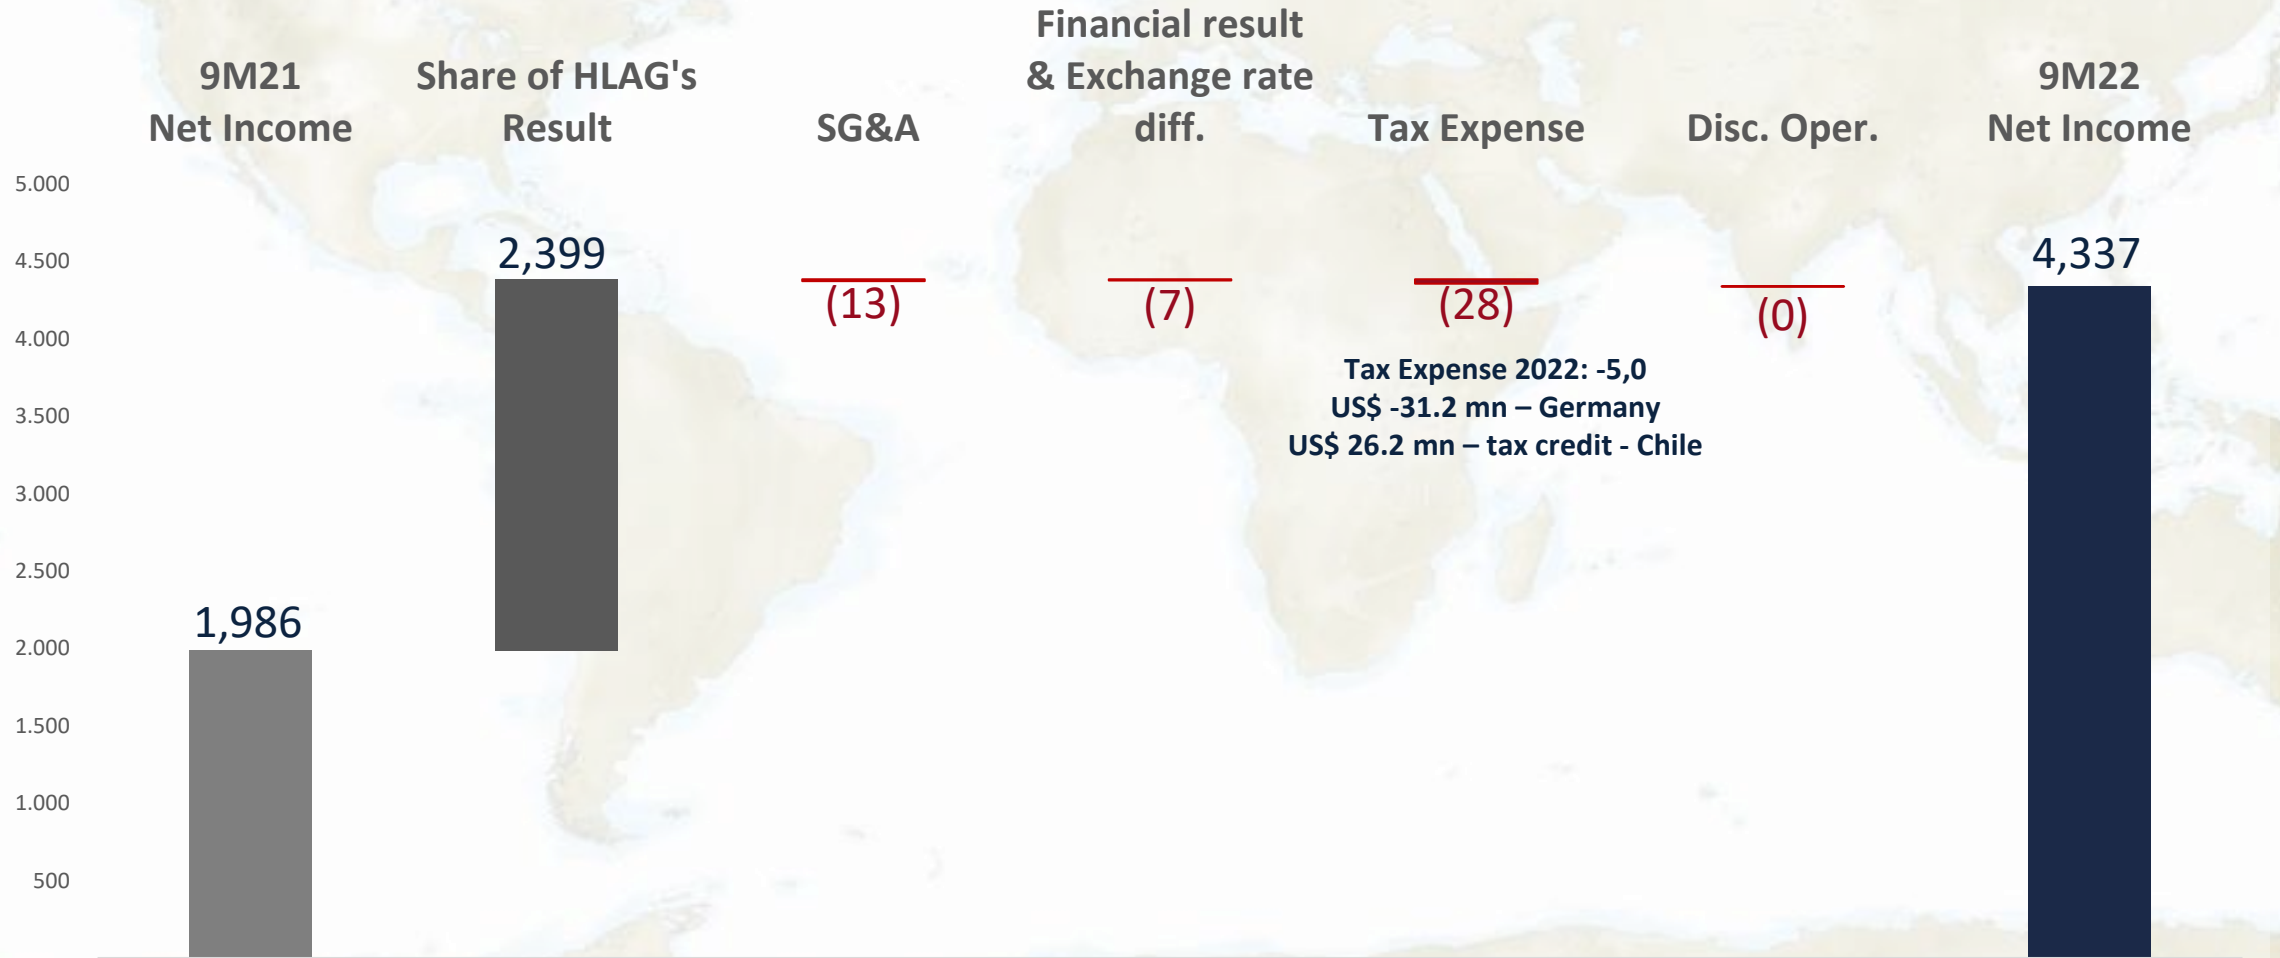 9M21
Net Income
Share of HLAG's
Result
SG&A
Financial result
& Exchange rate
diff.
Tax Expense
Disc. Oper.
9M22
Net Income
5.000
4.500
4.000
3.500
3.000
2.500
2.000
1.500
1.000
500
1,986
2,399
(13)
(7)
(28)
(0)
4,337
Tax Expense 2022: -5,0
US$ -31.2 mn – Germany
US$ 26.2 mn – tax credit - Chile